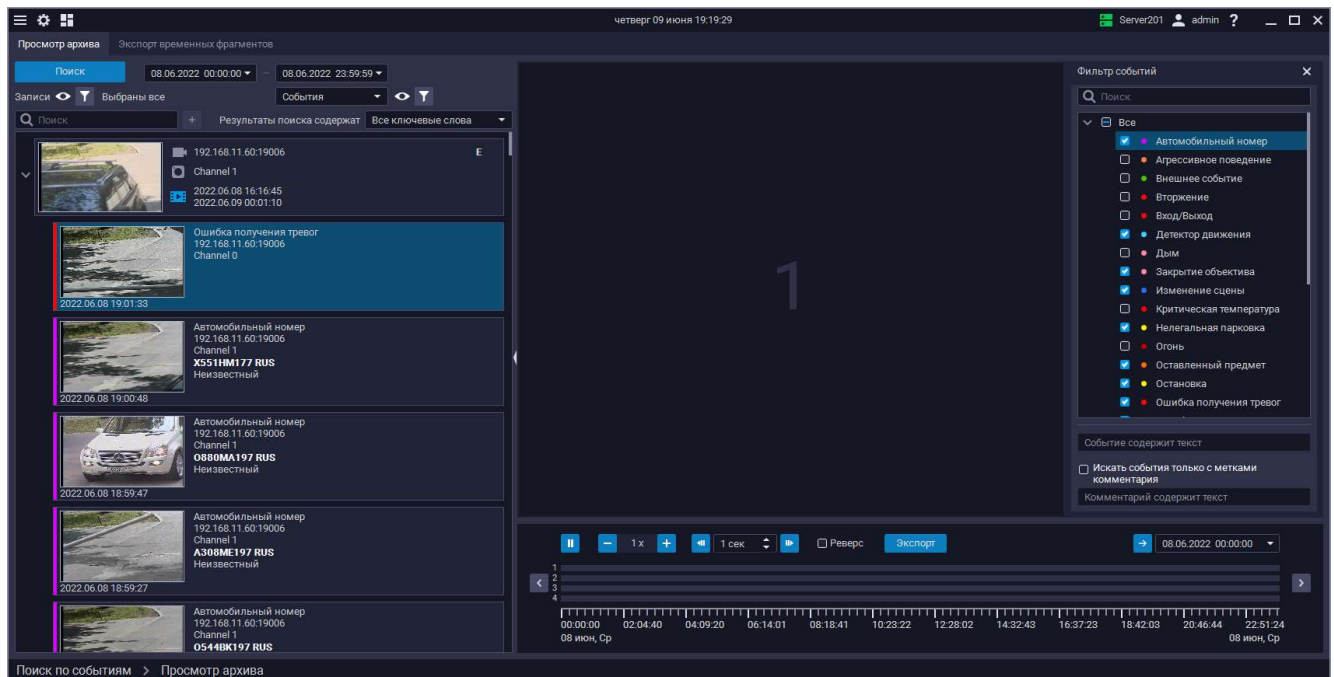 четверг 09 июня 19:19:29
Server201
admin
?
Просмотр архива
Экспорт временных фрагментов
Поиск
08.06.2022 00:00:00
–
08.06.2022 23:59:59
Записи
Выбраны все
События
Поиск
+
Результаты поиска содержат
Все ключевые слова
192.168.11.60:19006
E
Channel 1
2022.06.08 16:16:45
2022.06.09 00:01:10
Ошибка получения тревог
192.168.11.60:19006
Channel 0
2022.06.08 19:01:33
Автомобильный номер
192.168.11.60:19006
Channel 1
X551HM177 RUS
Неизвестный
2022.06.08 19:00:48
Автомобильный номер
192.168.11.60:19006
Channel 1
O880MA197 RUS
Неизвестный
2022.06.08 18:59:47
Автомобильный номер
192.168.11.60:19006
Channel 1
A308ME197 RUS
Неизвестный
2022.06.08 18:59:27
Автомобильный номер
192.168.11.60:19006
Channel 1
O544BK197 RUS
1
Фильтр событий
Поиск
Все
Автомобильный номер
Агрессивное поведение
Внешнее событие
Вторжение
Вход/Выход
Детектор движения
Дым
Закрытие объектива
Изменение сцены
Критическая температура
Нелегальная парковка
Огонь
Оставленный предмет
Остановка
Ошибка получения тревог
Событие содержит текст
Искать события только с метками
комментария
Комментарий содержит текст
1 x
1 сек
Реверс
Экспорт
08.06.2022 00:00:00
1
2
3
4
00:00:00 02:04:40 04:09:20 06:14:01 08:18:41 10:23:22 12:28:02 14:32:43 16:37:23 18:42:03 20:46:44 22:51:24
08 июн, Ср
08 июн, Ср
Поиск по событиям > Просмотр архива